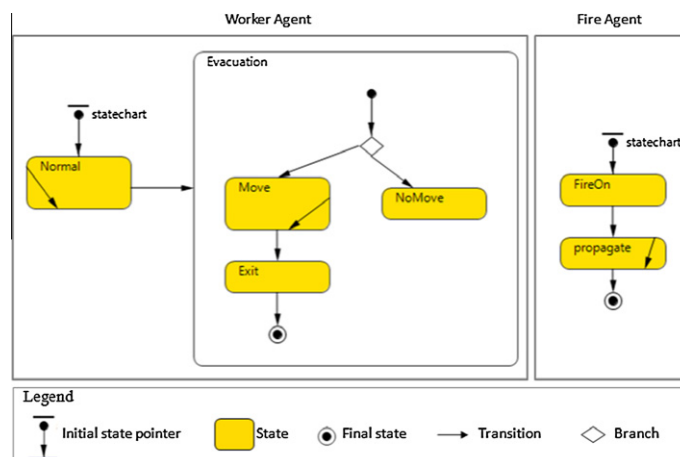 Worker Agent
Fire Agent
Evacuation
statechart
Normal
Move
NoMove
Exit
statechart
FireOn
propagate
Legend
Initial state pointer
State
Final state
Transition
Branch